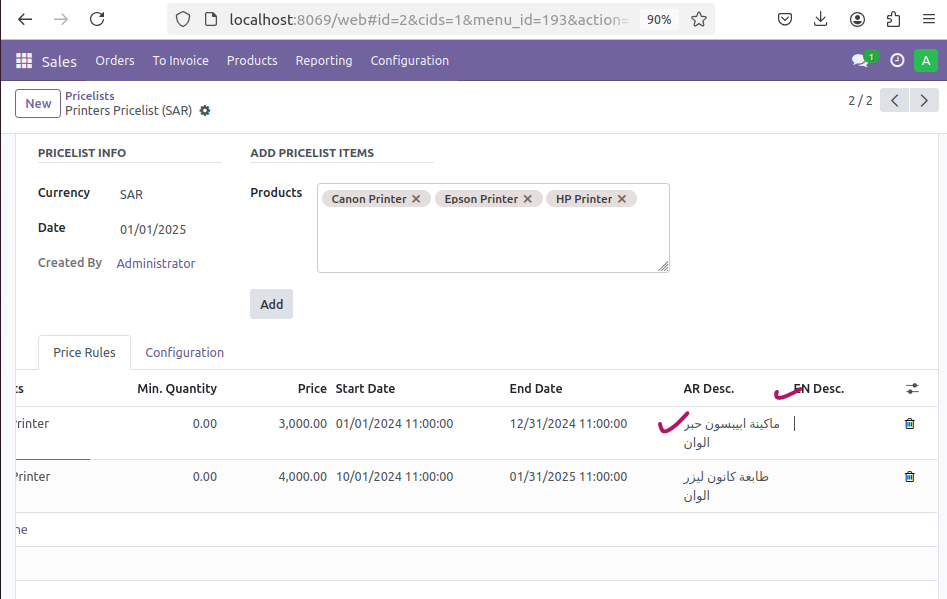 localhost:8069/web#id=2&cids=1&menu_id=193&action=
90%
Sales Orders To Invoice Products Reporting Configuration 1 A
New Pricelists
Printers Pricelist (SAR)
2 / 2
PRICELIST INFO
ADD PRICELIST ITEMS
Currency SAR
Products Canon Printer Epson Printer HP Printer
Date 01/01/2025
Created By Administrator
Add
Price Rules Configuration
ts Min. Quantity Price Start Date End Date AR Desc. EN Desc.
Printer 0.00 3,000.00 01/01/2024 11:00:00 12/31/2024 11:00:00 ماكينة ابيبسون حبر
الوان
Printer 0.00 4,000.00 10/01/2024 11:00:00 01/31/2025 11:00:00 طابعة كانون ليزر
الوان
ne